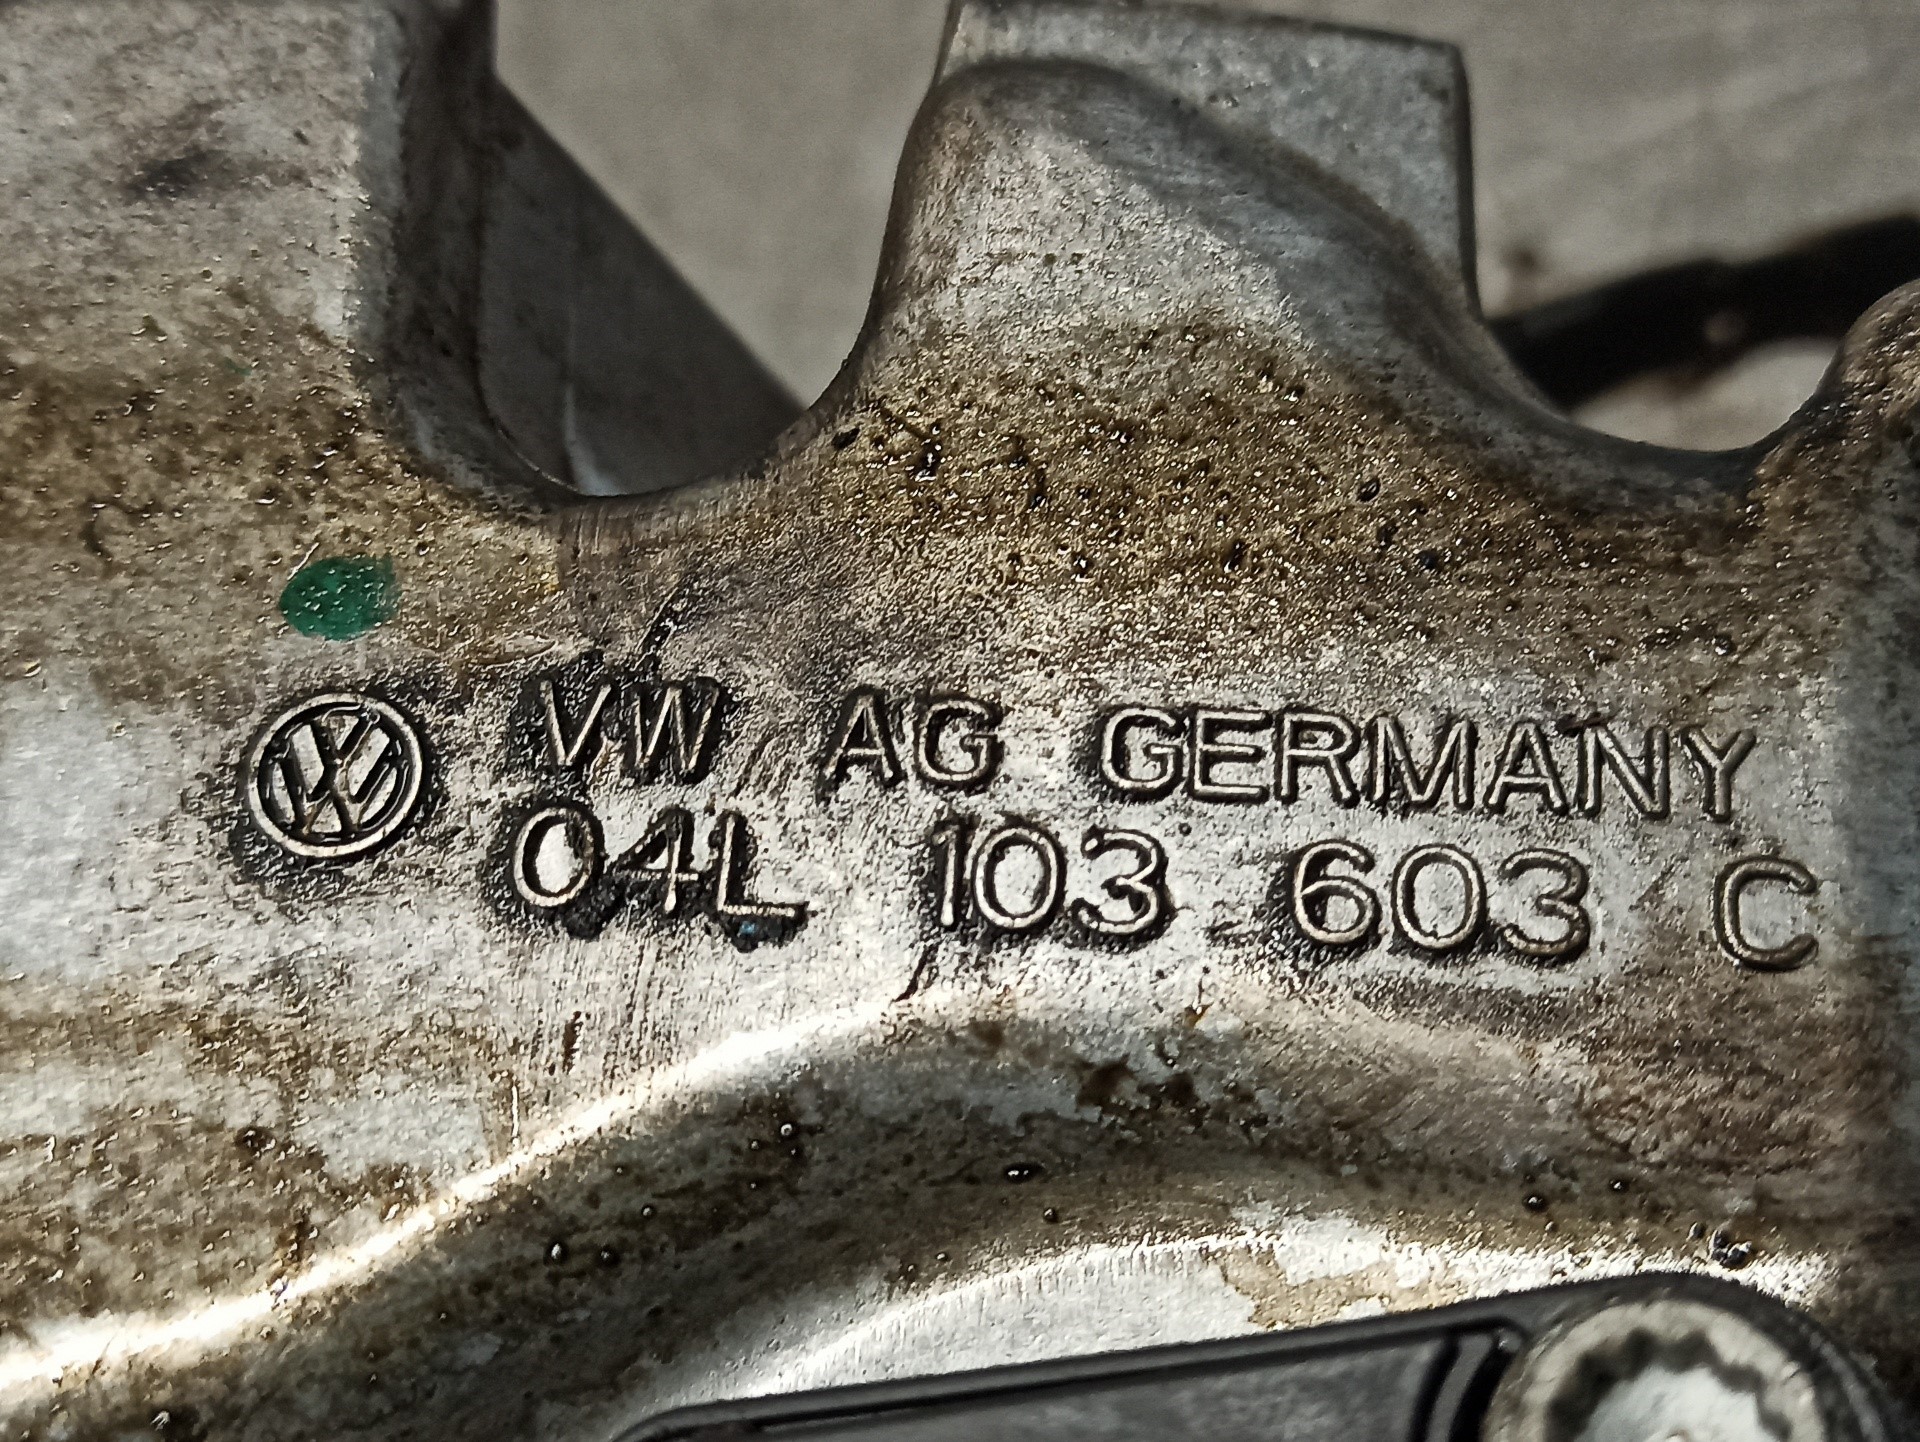 VW AG GERMANY
04L 103 603 C